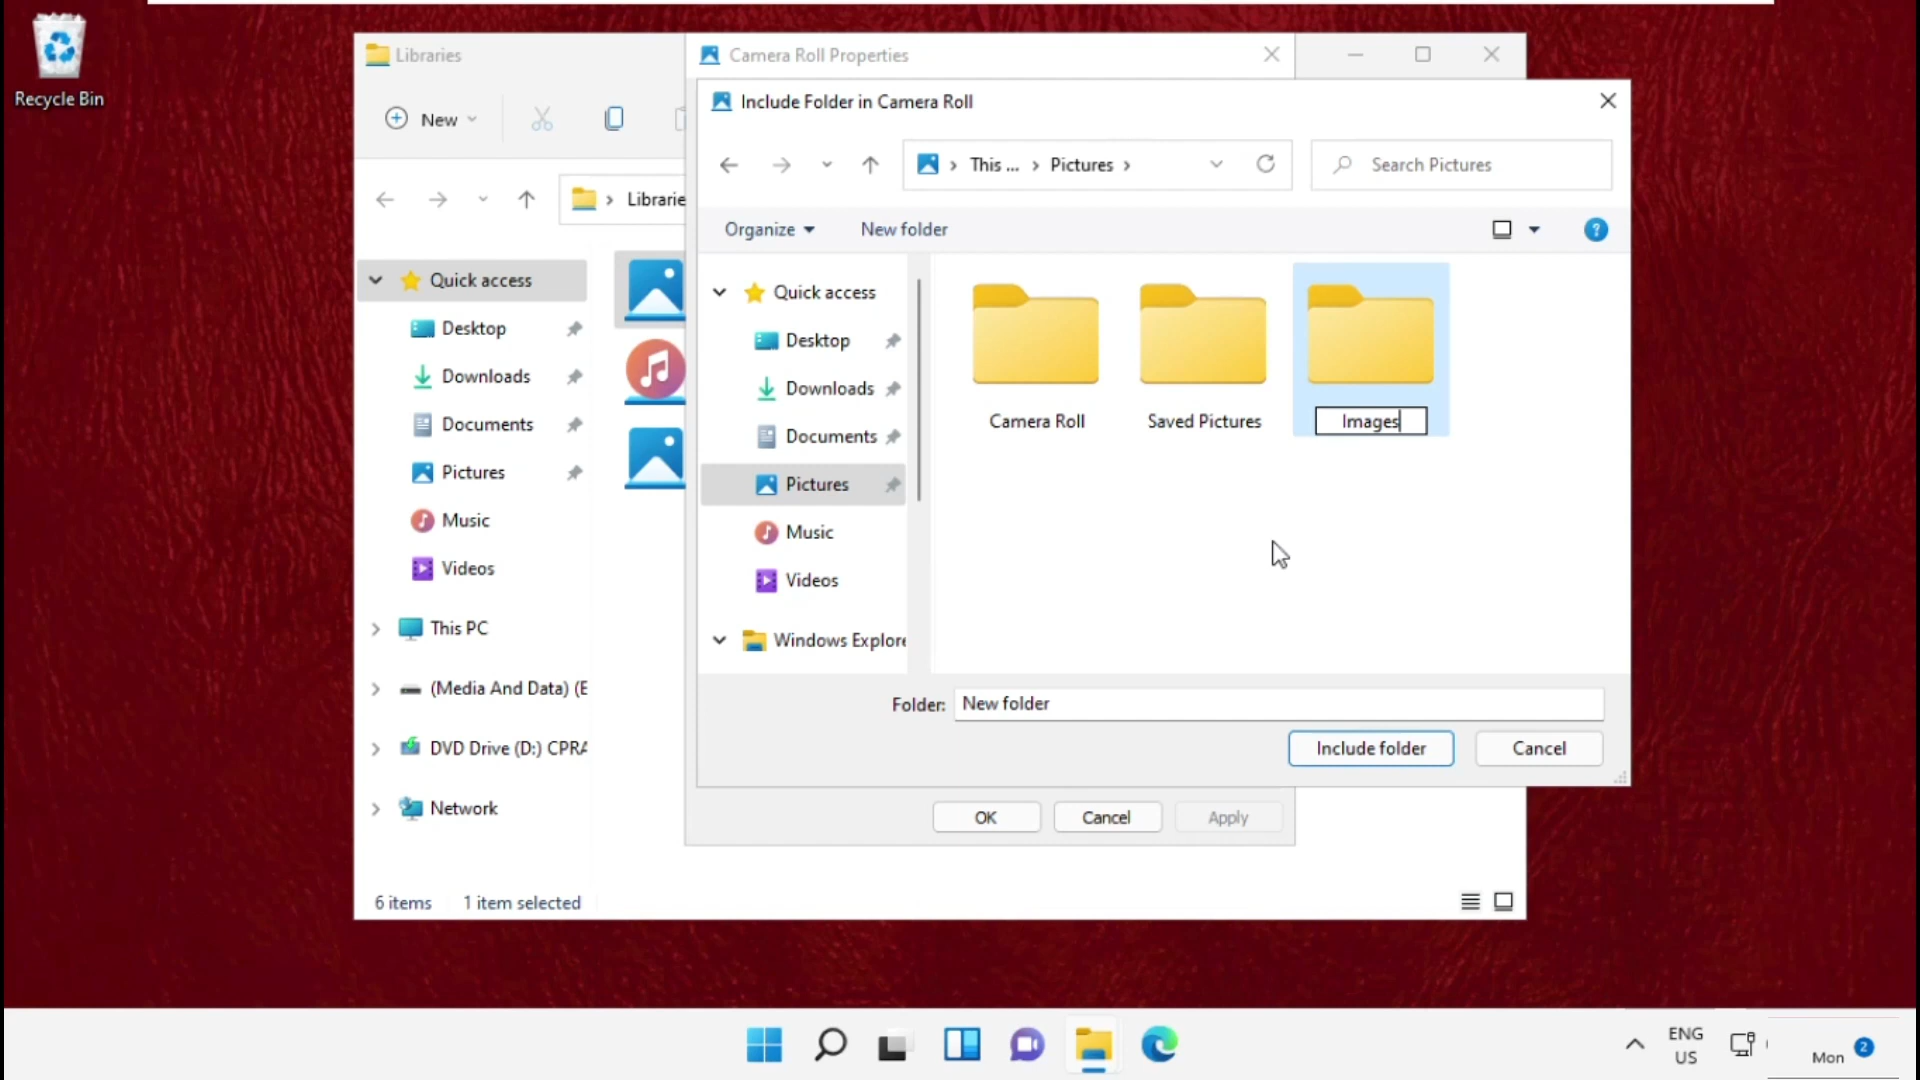 Recycle Bin
Libraries
New
Librarie
Quick access
Desktop
Downloads
Documents
Pictures
Music
Videos
This PC
(Media And Data) (E
DVD Drive (D:) CPRA
Network
6 items 1 item selected
Camera Roll Properties
OK Cancel Apply
Include Folder in Camera Roll
This ... Pictures
Search Pictures
Organize New folder
?
Quick access
Desktop
Downloads
Documents
Pictures
Music
Videos
Windows Explore
Camera Roll Saved Pictures Images
Folder: New folder
Include folder Cancel
ENG
US
Mon 2